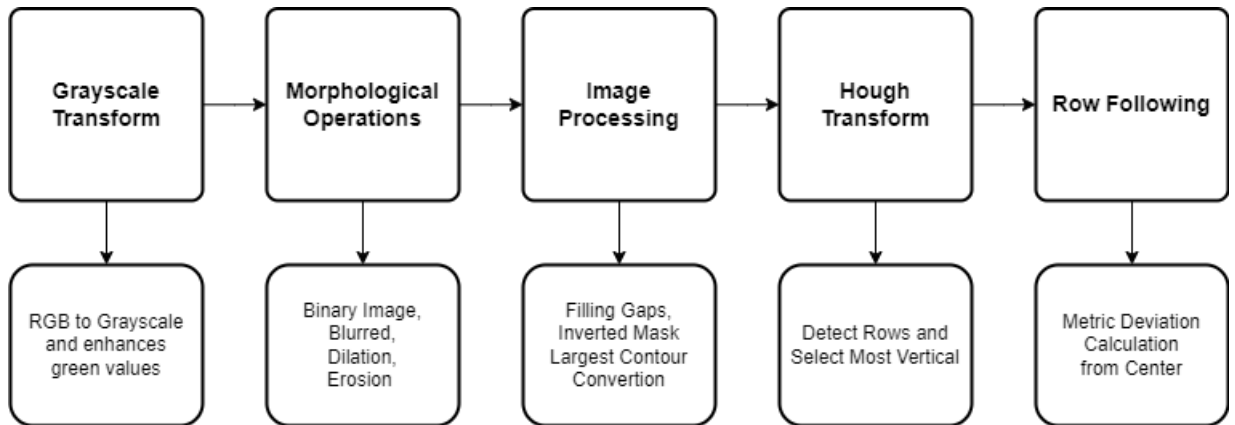 Grayscale
Transform
Morphological
Operations
Image
Processing
Hough
Transform
Row Following
RGB to Grayscale
and enhances
green values
Binary Image,
Blurred,
Dilation,
Erosion
Filling Gaps,
Inverted Mask
Largest Contour
Convertion
Detect Rows and
Select Most Vertical
Metric Deviation
Calculation
from Center